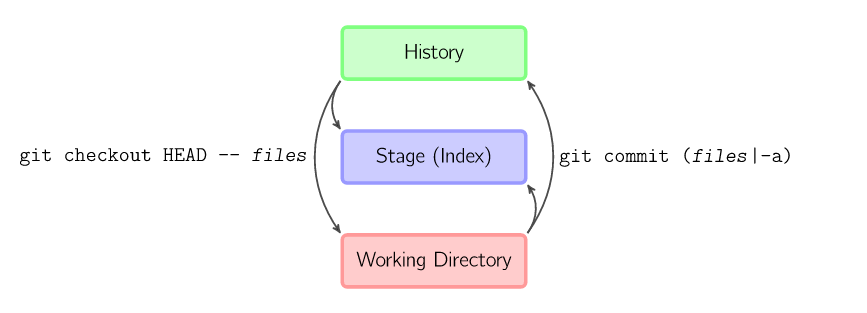 History
git checkout HEAD -- files
Stage (Index)
git commit (files|-a)
Working Directory